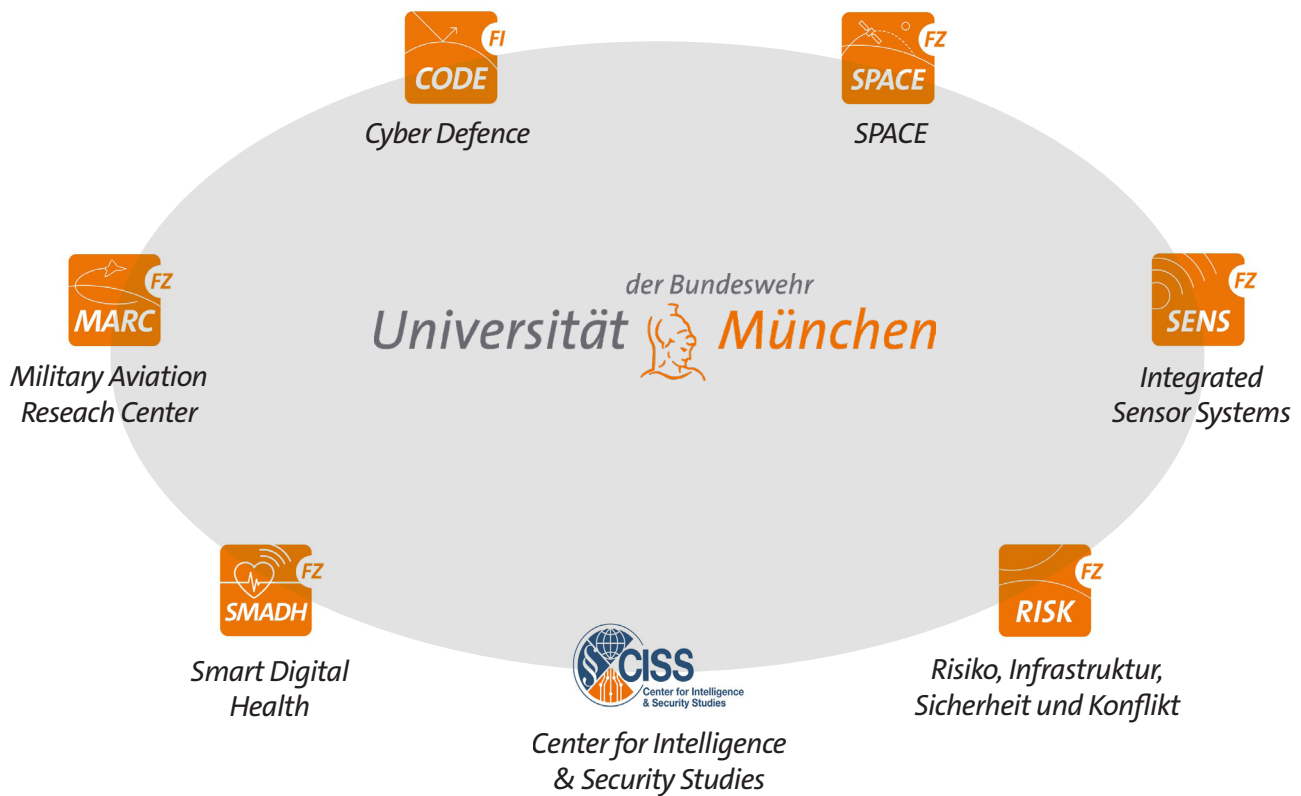 FI
CODE
Cyber Defence
FZ
SPACE
SPACE
FZ
MARC
Military Aviation
Reseach Center
der Bundeswehr
Universität München
FZ
SENS
Integrated
Sensor Systems
FZ
SMADH
Smart Digital
Health
§
CISS
Center for Intelligence
& Security Studies
Center for Intelligence
& Security Studies
FZ
RISK
Risiko, Infrastruktur,
Sicherheit und Konflikt